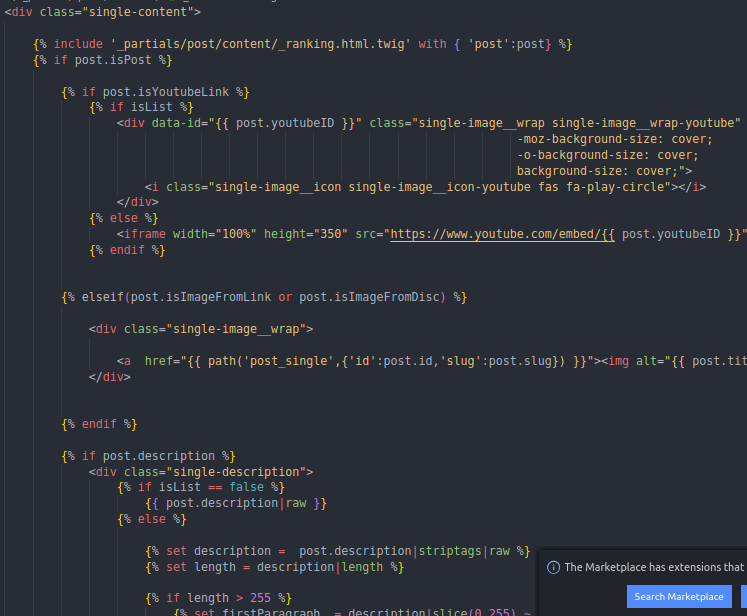 <div class="single-content">
{% include '_partials/post/content/_ranking.html.twig' with { 'post':post} %}
{% if post.isPost %}
{% if post.isYoutubeLink %}
{% if isList %}
<div data-id="{{ post.youtubeID }}" class="single-image__wrap single-image__wrap-youtube"
-moz-background-size: cover;
-o-background-size: cover;
background-size: cover;">
<i class="single-image__icon single-image__icon-youtube fas fa-play-circle"></i>
</div>
{% else %}
<iframe width="100%" height="350" src="https://www.youtube.com/embed/{{ post.youtubeID }}"
{% endif %}
{% elseif(post.isImageFromLink or post.isImageFromDisc) %}
<div class="single-image__wrap">
<a  href="{{ path('post_single',{'id':post.id,'slug':post.slug}) }}"><img alt="{{ post.tit
</div>
{% endif %}
{% if post.description %}
<div class="single-description">
{% if isList == false %}
{{ post.description|raw }}
{% else %}
{% set description =  post.description|striptags|raw %}
{% set length = description|length %}
{% if length > 255 %}
{% set firstParagraph  = description|slice(0,255) ~
The Marketplace has extensions that
Search Marketplace